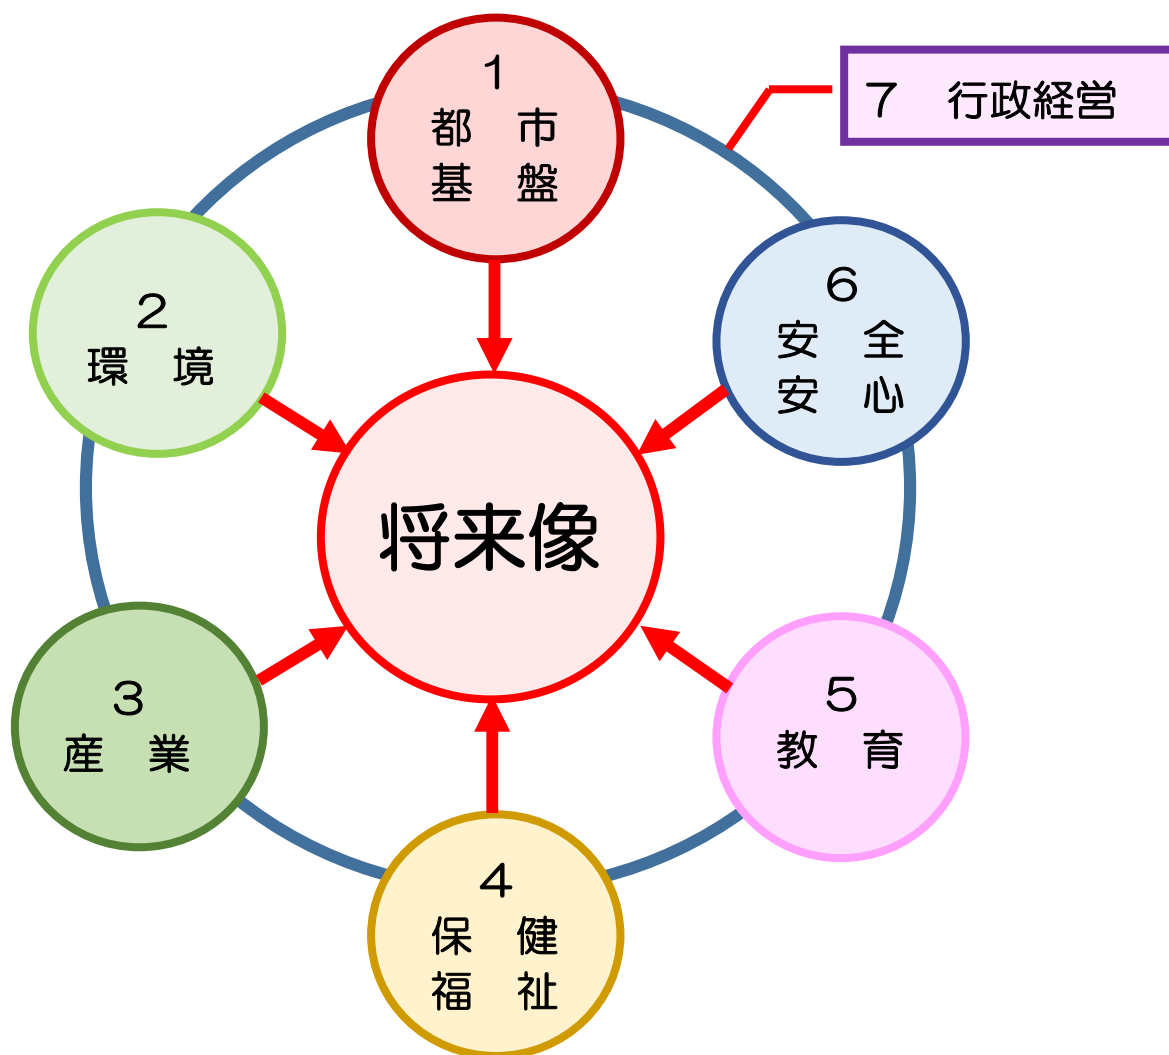 １
都　市
基　盤
７　行政経営
２
環　境
６
安　全
安　心
将来像
３
産　業
５
教　育
４
保　健
福　祉